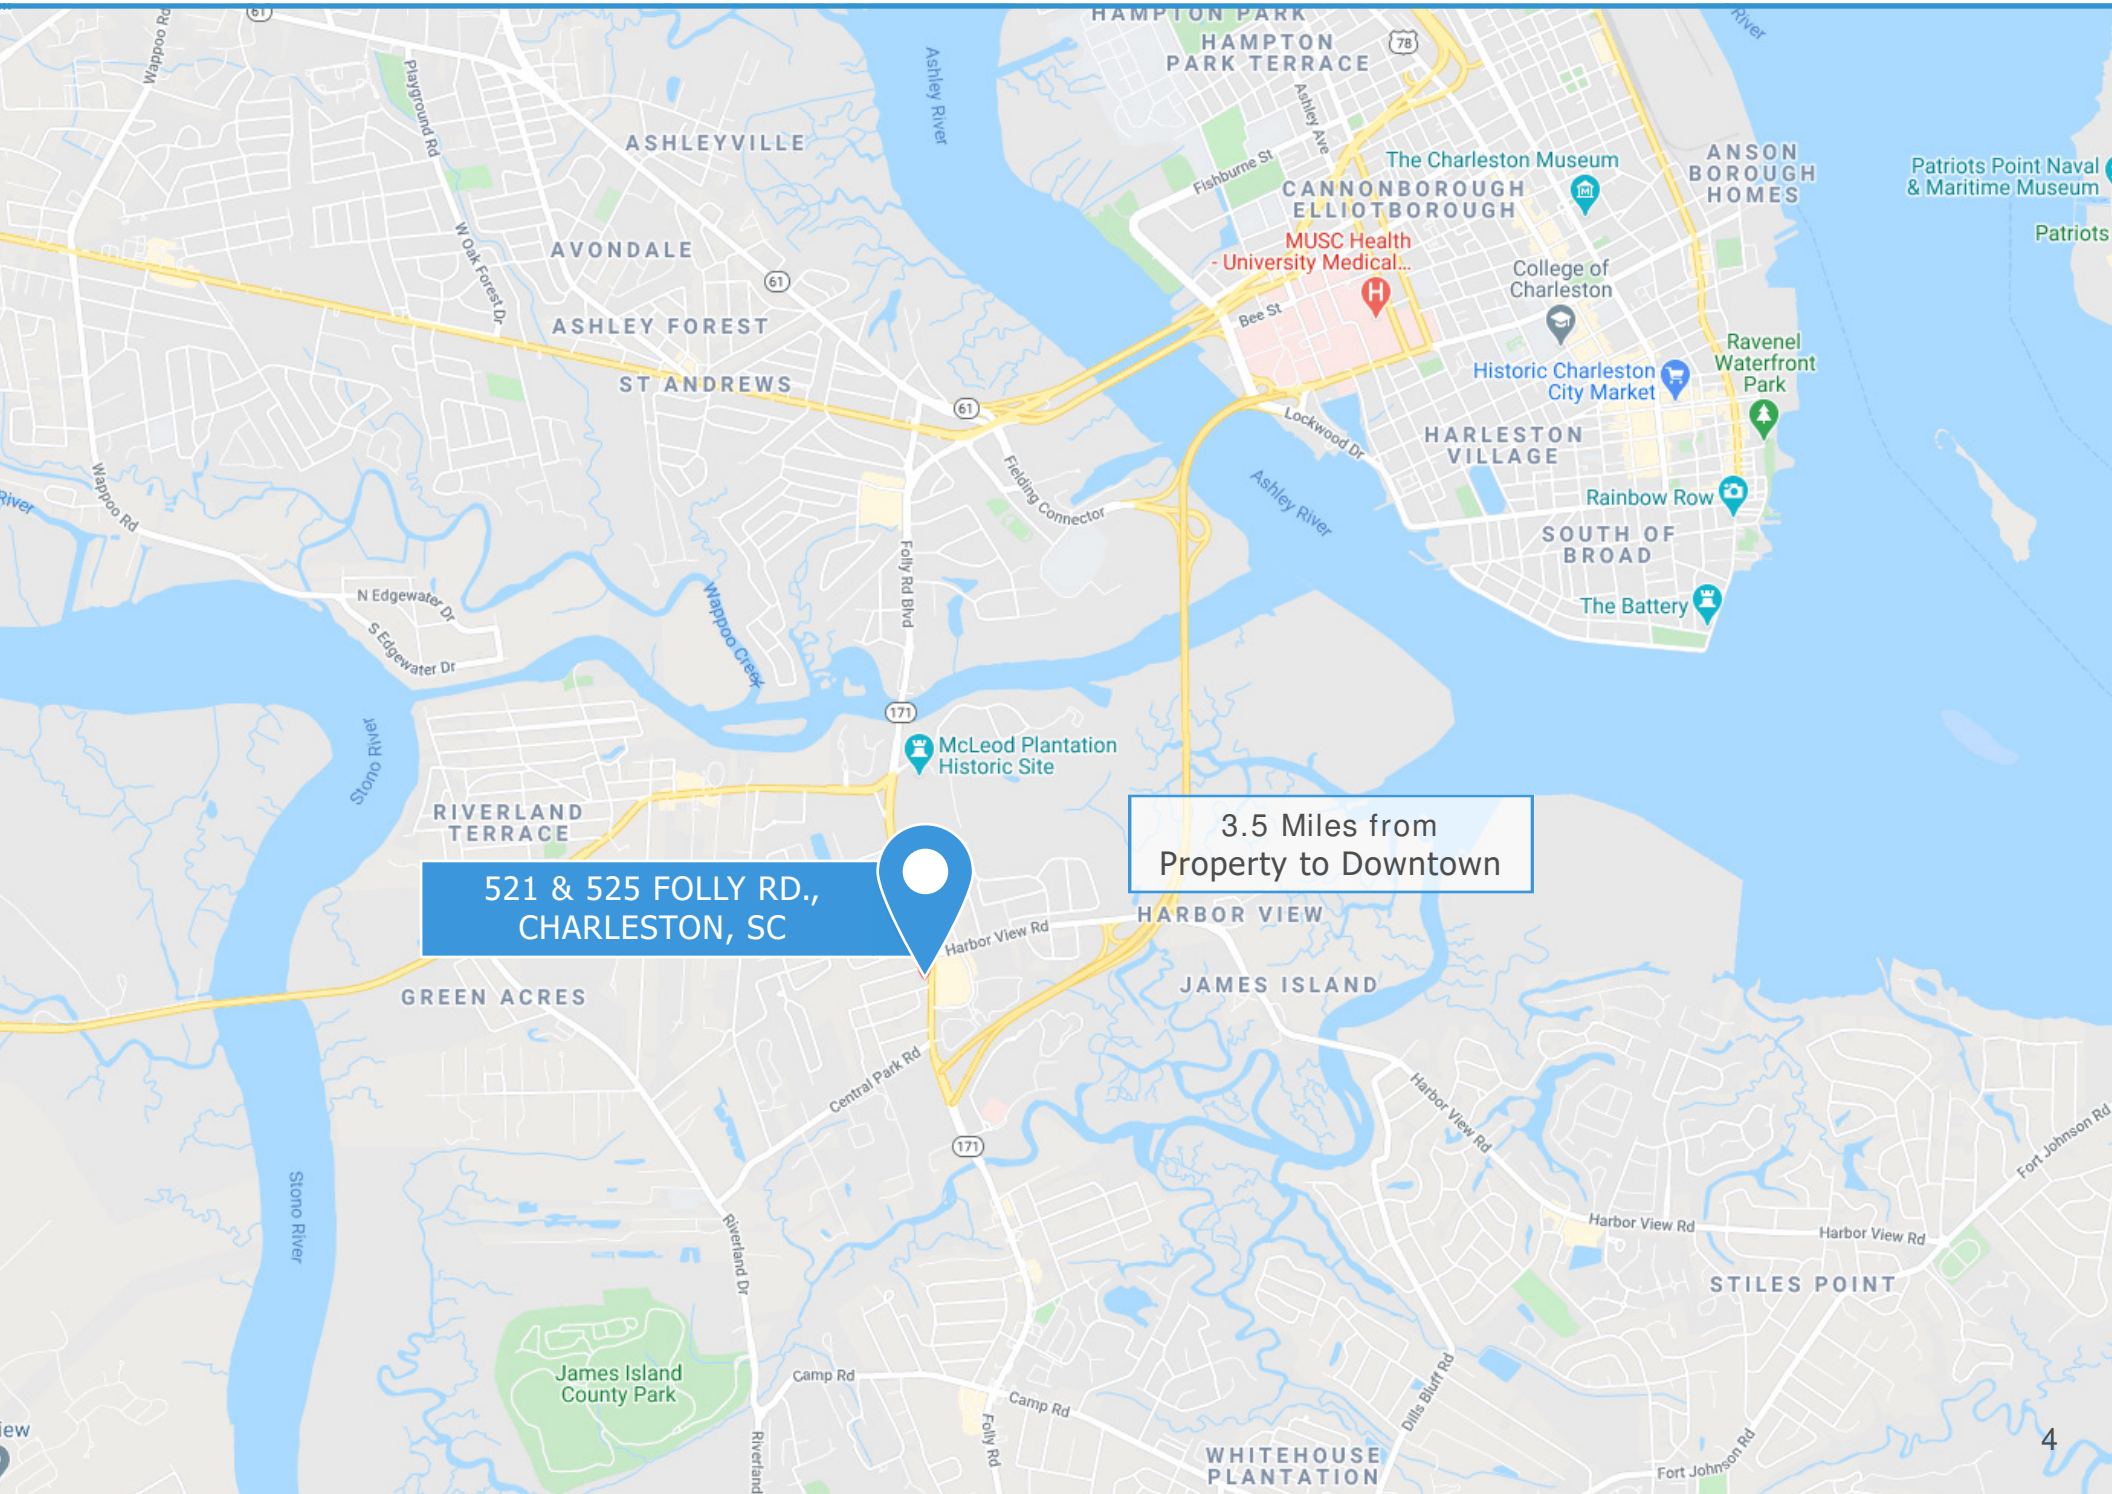 61
Wappoo Rd
HAMPTON PARK
River
HAMPTON
PARK TERRACE
78
Playground Rd
Ashley River
Ashley Ave
ASHLEYVILLE
The Charleston Museum
ANSON
BOROUGH
HOMES
Patriots Point Naval
& Maritime Museum
Fishburne St
CANNONBOROUGH
ELLIOTBOROUGH
Patriots
W Oak Forest Dr
AVONDALE
61
MUSC Health
- University Medical...
College of
Charleston
Bee St
ASHLEY FOREST
Ravenel
Waterfront
Park
ST ANDREWS
Historic Charleston
City Market
61
Lockwood Dr
HARLESTON
VILLAGE
Wappoo Rd
River
Fielding Connector
Ashley River
Rainbow Row
SOUTH OF
BROAD
Folly Rd Blvd
N Edgewater Dr
S Edgewater Dr
Wappoo Creek
The Battery
171
Stono River
McLeod Plantation
Historic Site
RIVERLAND
TERRACE
3.5 Miles from
Property to Downtown
521 & 525 FOLLY RD.,
CHARLESTON, SC
Harbor View Rd
HARBOR VIEW
GREEN ACRES
JAMES ISLAND
Central Park Rd
171
Harbor View Rd
Fort Johnson Rd
Stono River
Riverland Dr
Harbor View Rd
Harbor View Rd
STILES POINT
James Island
County Park
Camp Rd
Camp Rd
Dills Bluff Rd
Folly Rd
Riverland
iew
WHITEHOUSE
PLANTATION
Fort Johnson Rd
4